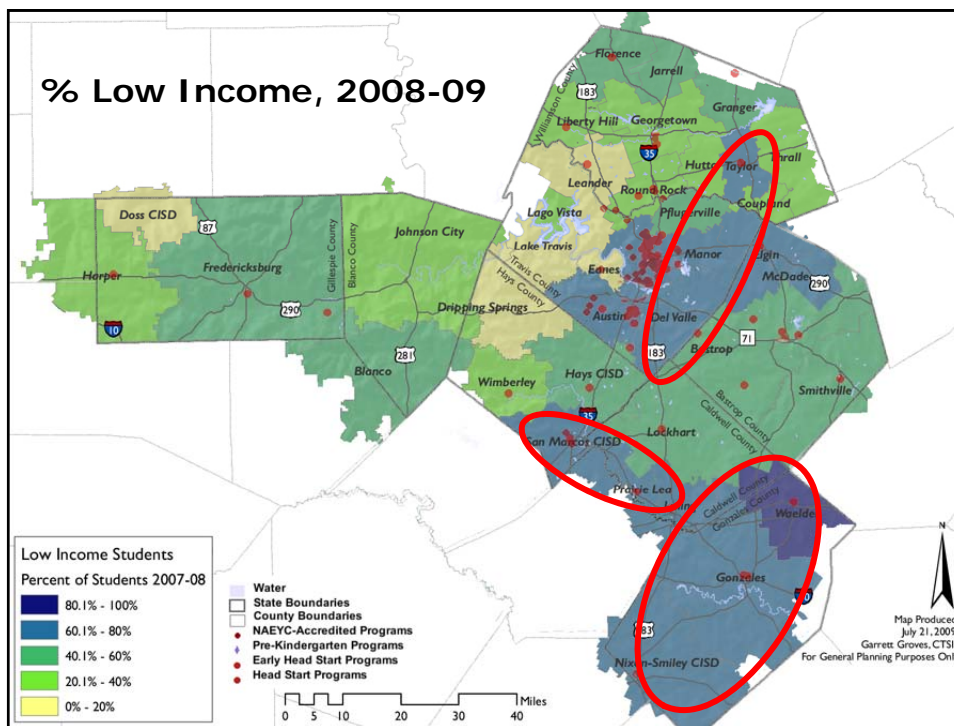 % Low Income, 2008-09
Florence
Jarrell
Williamson County
183
Granger
Liberty Hill
Georgetown
35
Hutto
Taylor
Thrall
Leander
Round Rock
Coupland
Doss CISD
87
Lago Vista
Pflugerville
Johnson City
Lake Travis
Manor
Elgin
Gillespie County
Blanco County
Travis County
Eanes
McDade
Harper
Fredericksburg
Hays County
290
290
Dripping Springs
Austin
Del Valle
10
71
281
183
Bastrop
Blanco
Hays CISD
Wimberley
Smithville
35
Bastrop County
Caldwell County
San Marcos CISD
Lockhart
Prairie Lea
Caldwell County
Gonzales County
Luling
Waelder
N
Gonzales
183
Nixon-Smiley CISD
Low Income Students
Percent of Students 2007-08
80.1% - 100%
60.1% - 80%
40.1% - 60%
20.1% - 40%
0% - 20%
Water
State Boundaries
County Boundaries
NAEYC-Accredited Programs
Pre-Kindergarten Programs
Early Head Start Programs
Head Start Programs
Miles
0 5 10 20 30 40
Map Produced
July 21, 2009
Garrett Groves, CTSI
For General Planning Purposes Only